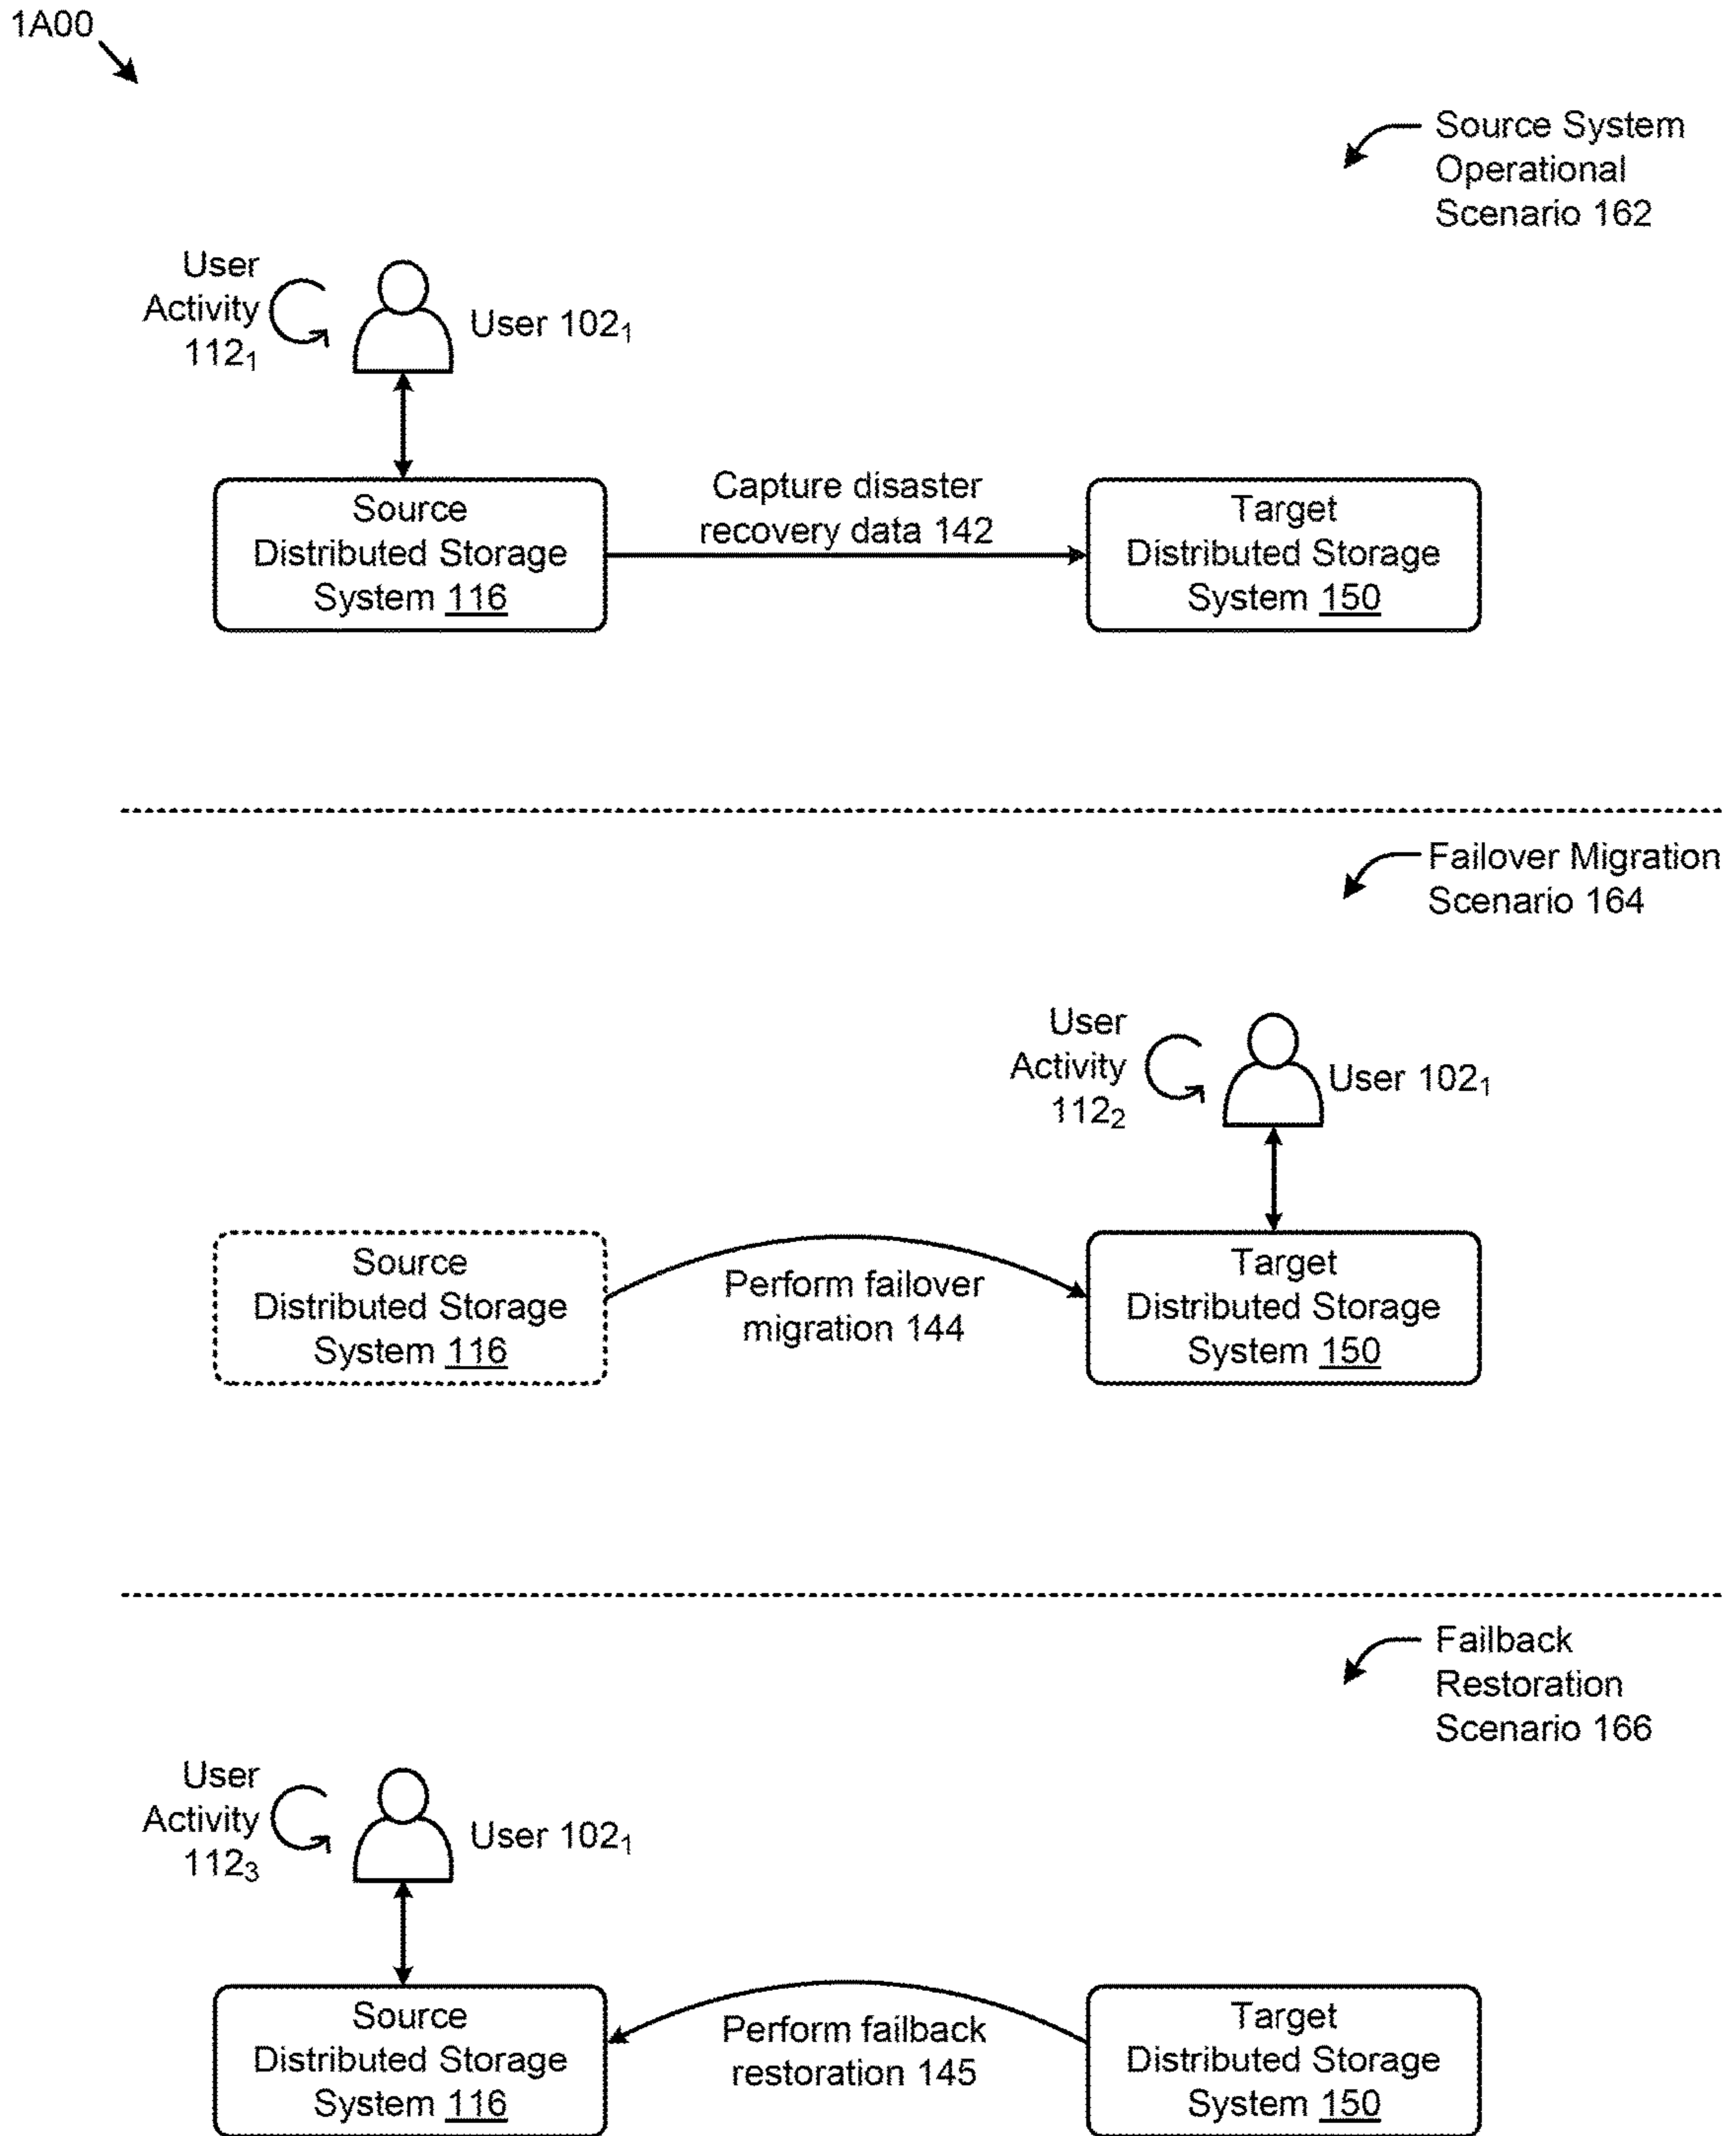 1A00
Source System
Operational
Scenario 162
User
Activity
112₁
User 102₁
Source
Distributed Storage
System 116
Capture disaster
recovery data 142
Target
Distributed Storage
System 150
Failover Migration
Scenario 164
User
Activity
112₂
User 102₁
Source
Distributed Storage
System 116
Perform failover
migration 144
Target
Distributed Storage
System 150
Failback
Restoration
Scenario 166
User
Activity
112₃
User 102₁
Source
Distributed Storage
System 116
Perform failback
restoration 145
Target
Distributed Storage
System 150